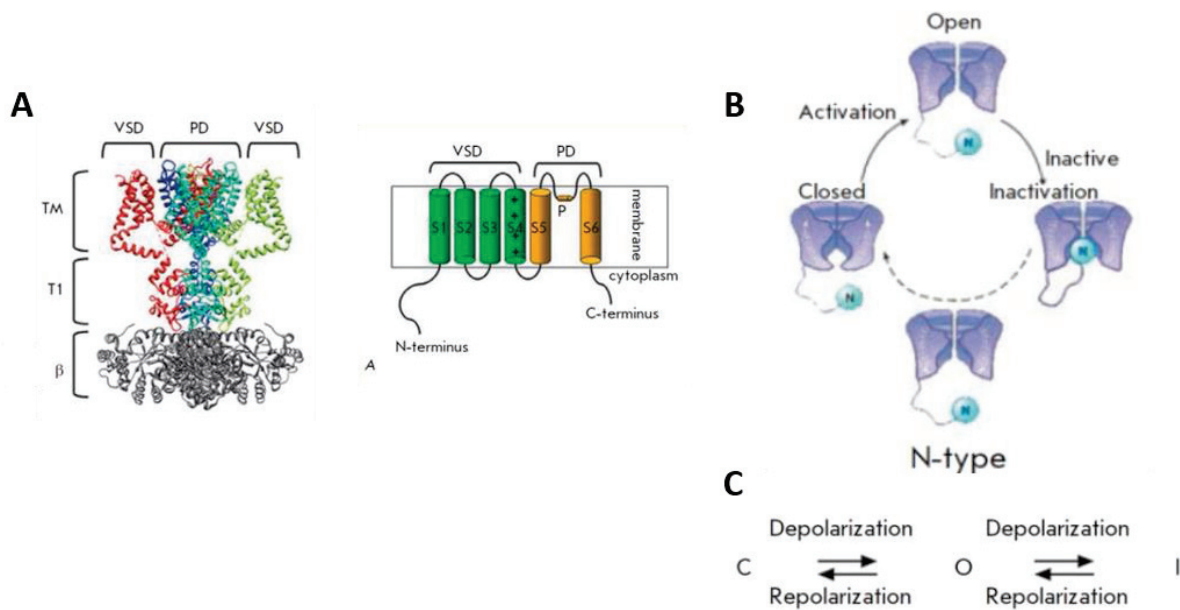 A
VSD PD VSD
TM
T1
β
VSD PD
S1 S2 S3 S4 S5 P S6
+ + + +
membrane
cytoplasm
N-terminus
C-terminus
A
B
Open
Activation
N
Inactive
Closed
Inactivation
N
N
N
N-type
C
Depolarization Depolarization
C O I
Repolarization Repolarization